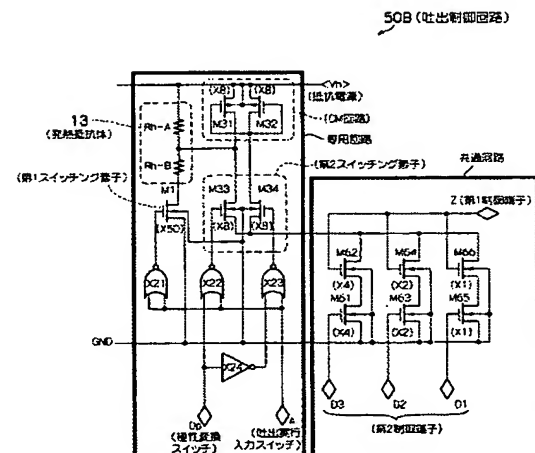 50B (吐出制御回路)
<Vh>
(抵抗電源)
(X8)
(X8)
M31
M32
(CM回路)
専用回路
13
(発熱抵抗体)
Rh-A
Rh-B
(第1スイッチング素子)
M1
(X50)
(第2スイッチング素子)
M33
M34
(X8)
(X8)
共通回路
Z (第1制御端子)
M62
M64
M66
(X4)
(X2)
(X1)
M61
M63
M65
(X4)
(X2)
(X1)
X21
X22
X23
GND
X24
D3
D2
D1
(第2制御端子)
Dp
(極性変換
スイッチ)
A
(吐出実行
入力スイッチ)